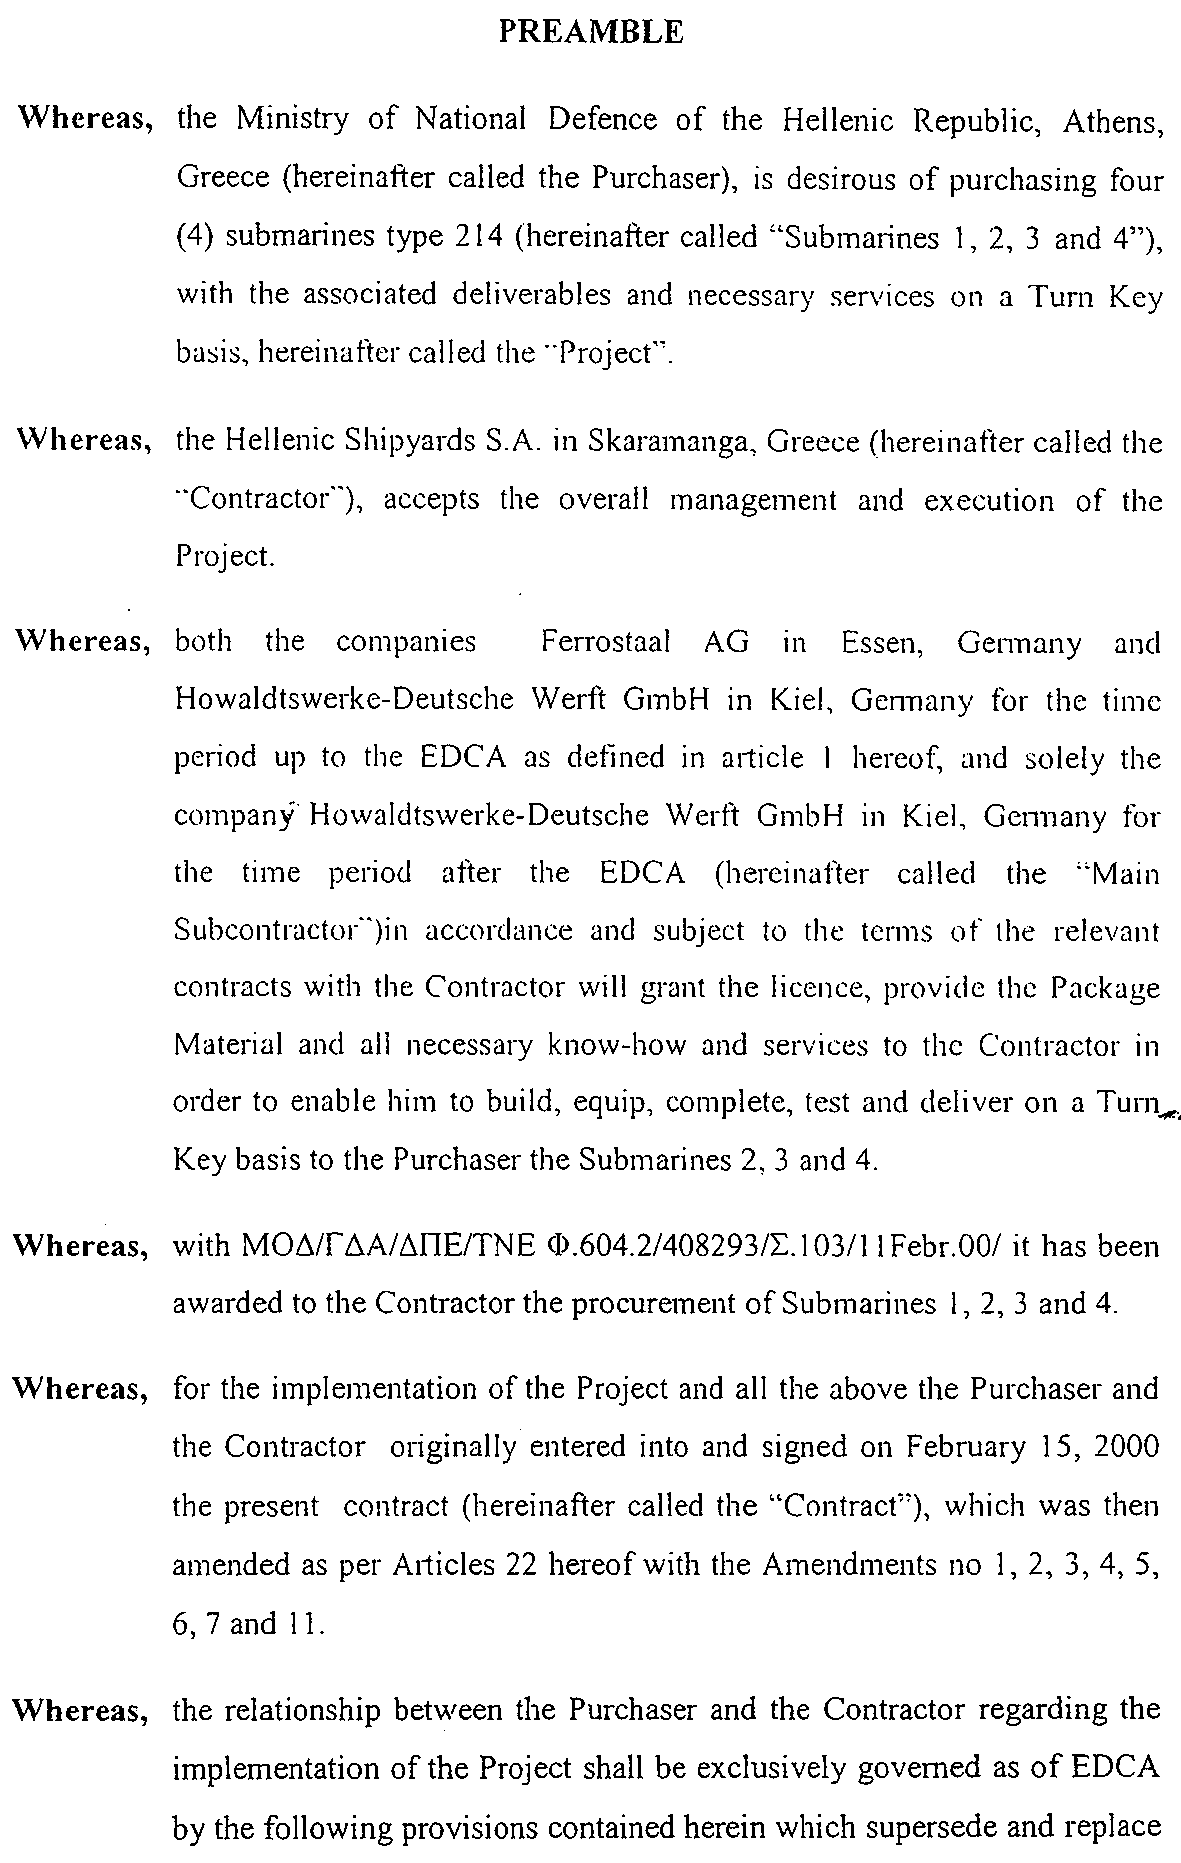 PREAMBLE
Whereas, the Ministry of National Defence of the Hellenic Republic, Athens,
Greece (hereinafter called the Purchaser), is desirous of purchasing four
(4) submarines type 214 (hereinafter called “Submarines 1, 2, 3 and 4”),
with the associated deliverables and necessary services on a Turn Key
basis, hereinafter called the “Project”.
Whereas, the Hellenic Shipyards S.A. in Skaramanga, Greece (hereinafter called the
“Contractor”), accepts the overall management and execution of the
Project.
Whereas, both the companies Ferrostaal AG in Essen, Germany and
Howaldtswerke-Deutsche Werft GmbH in Kiel, Germany for the time
period up to the EDCA as defined in article 1 hereof, and solely the
company Howaldtswerke-Deutsche Werft GmbH in Kiel, Germany for
the time period after the EDCA (hereinafter called the “Main
Subcontractor”)in accordance and subject to the terms of the relevant
contracts with the Contractor will grant the licence, provide the Package
Material and all necessary know-how and services to the Contractor in
order to enable him to build, equip, complete, test and deliver on a Turn
Key basis to the Purchaser the Submarines 2, 3 and 4.
Whereas, with ΜΟΔ/ΓΔΑ/ΔΠΕ/ΤΝΕ Φ.604.2/408293/Σ.103/11Febr.00/ it has been
awarded to the Contractor the procurement of Submarines 1, 2, 3 and 4.
Whereas, for the implementation of the Project and all the above the Purchaser and
the Contractor originally entered into and signed on February 15, 2000
the present contract (hereinafter called the “Contract”), which was then
amended as per Articles 22 hereof with the Amendments no 1, 2, 3, 4, 5,
6, 7 and 11.
Whereas, the relationship between the Purchaser and the Contractor regarding the
implementation of the Project shall be exclusively governed as of EDCA
by the following provisions contained herein which supersede and replace